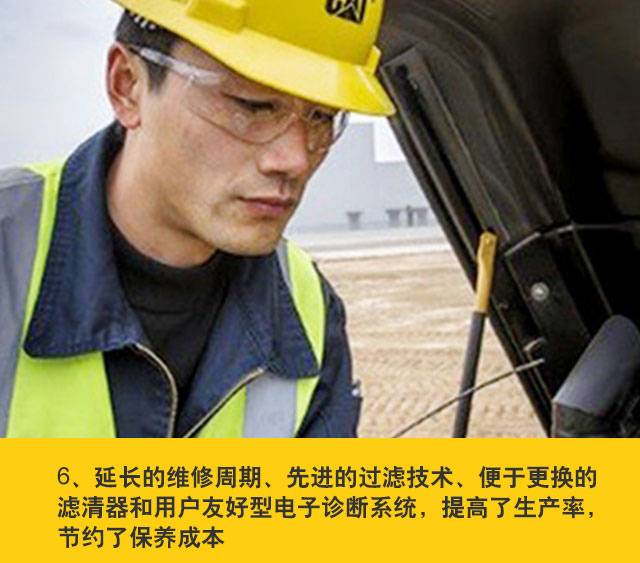 CAT
6、延长的维修周期、先进的过滤技术、便于更换的
滤清器和用户友好型电子诊断系统，提高了生产率，
节约了保养成本